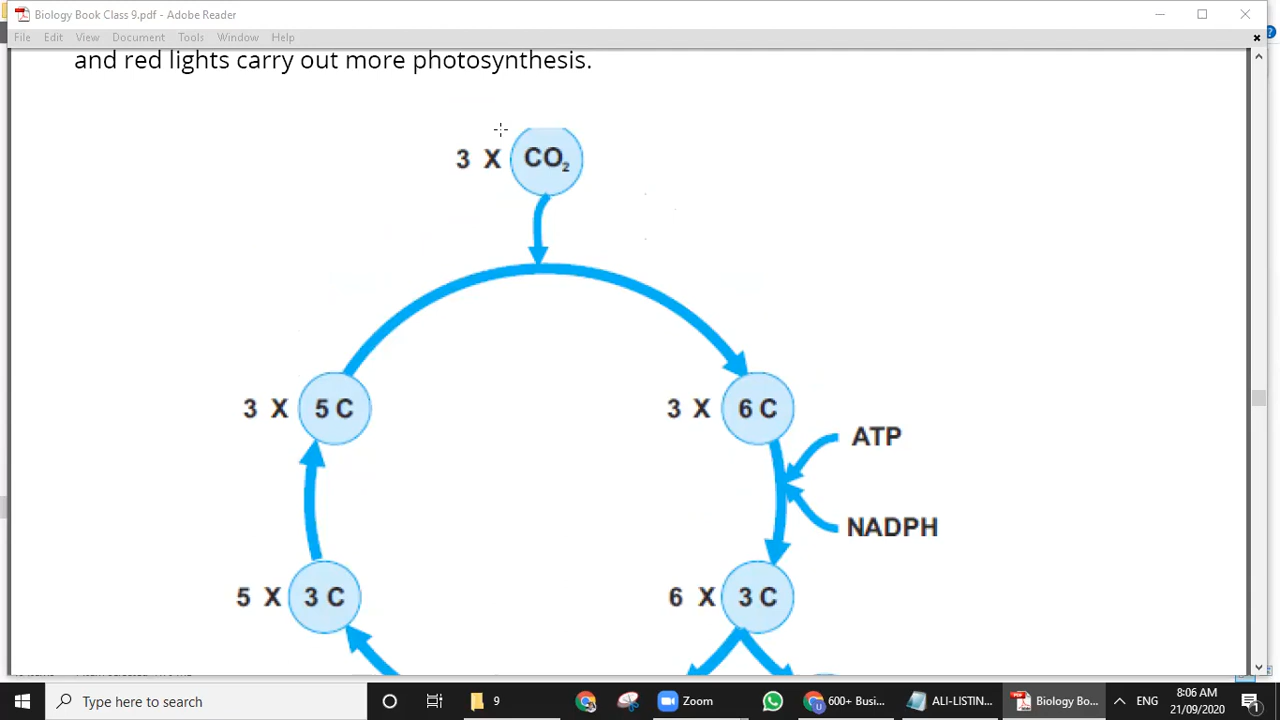 Biology Book Class 9.pdf - Adobe Reader
File Edit View Document Tools Window Help
and red lights carry out more photosynthesis.
3 X CO₂
3 X 5 C
3 X 6 C
ATP
NADPH
5 X 3 C
6 X 3 C
Type here to search
9
Zoom
600+ Busi...
ALI-LISTIN...
Biology Bo...
ENG
8:06 AM
21/09/2020